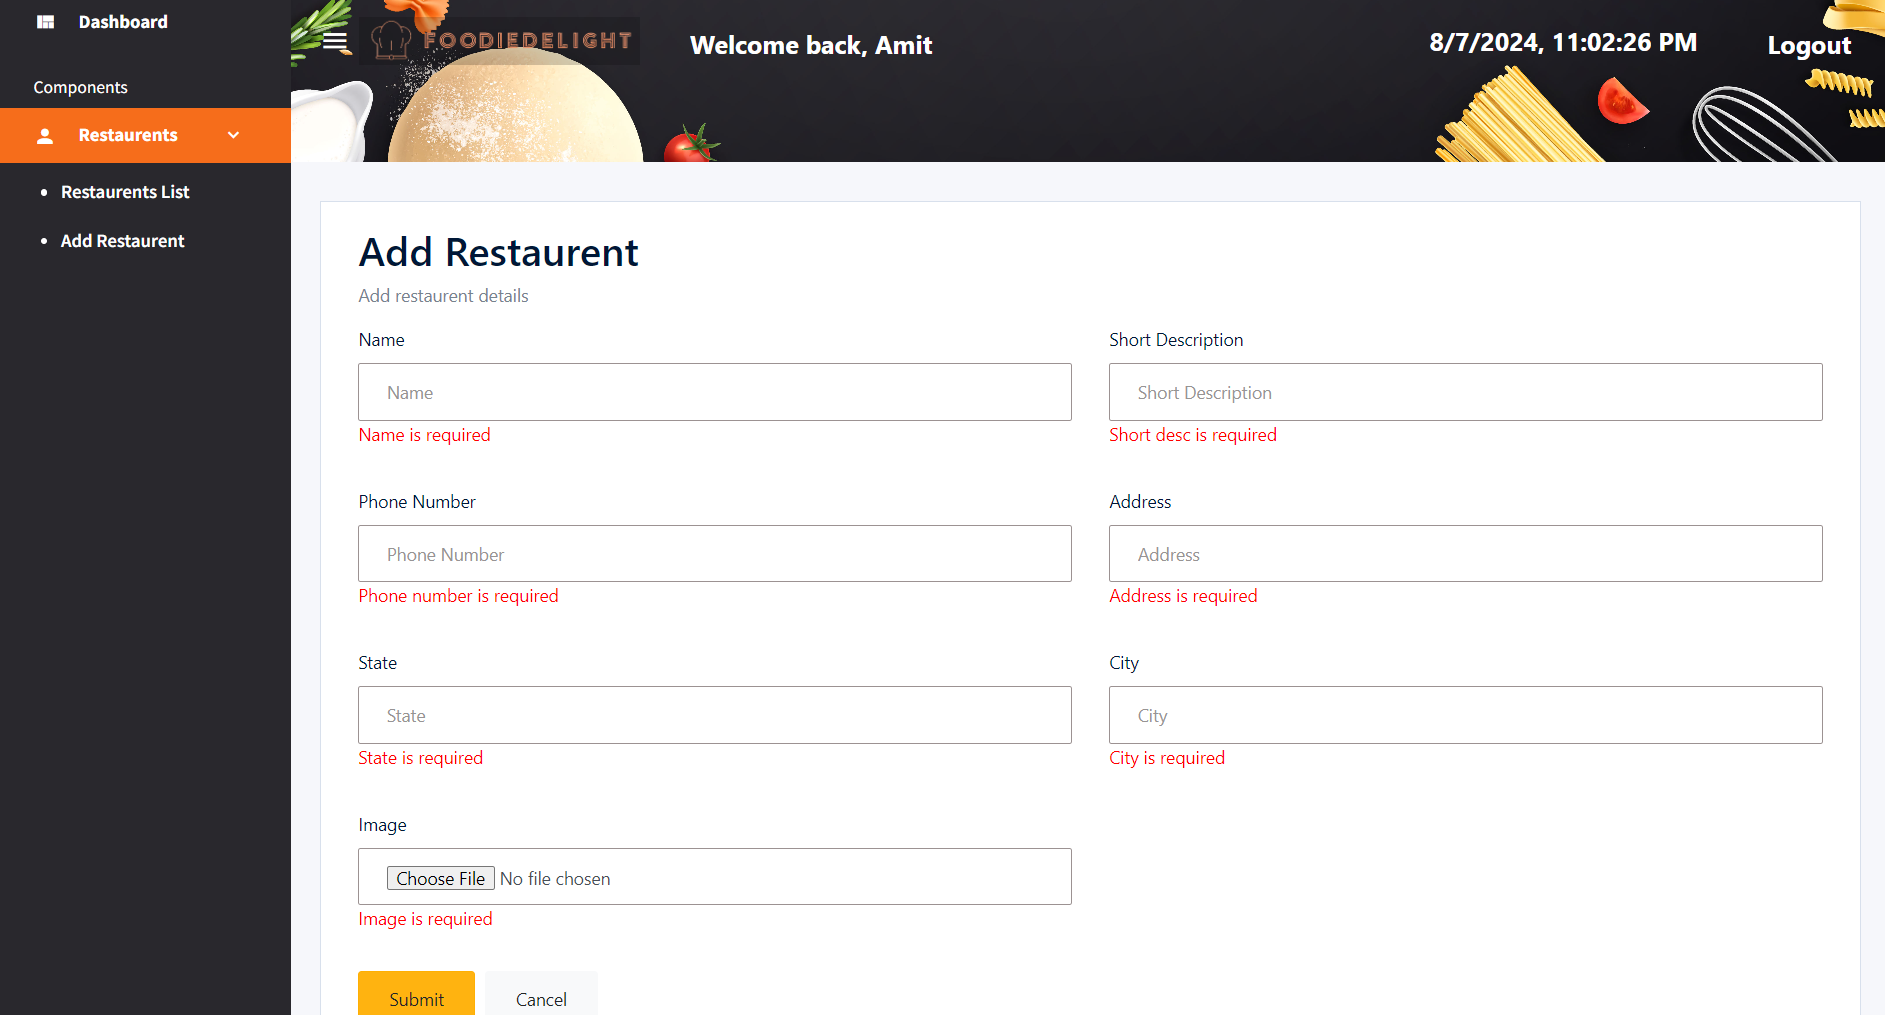 Dashboard
Components
Restaurents
Restaurents List
Add Restaurent
FOODIEDELIGHT
Welcome back, Amit
8/7/2024, 11:02:26 PM
Logout
Add Restaurent
Add restaurent details
Name
Name
Name is required
Short Description
Short Description
Short desc is required
Phone Number
Phone Number
Phone number is required
Address
Address
Address is required
State
State
State is required
City
City
City is required
Image
Choose File No file chosen
Image is required
Submit
Cancel